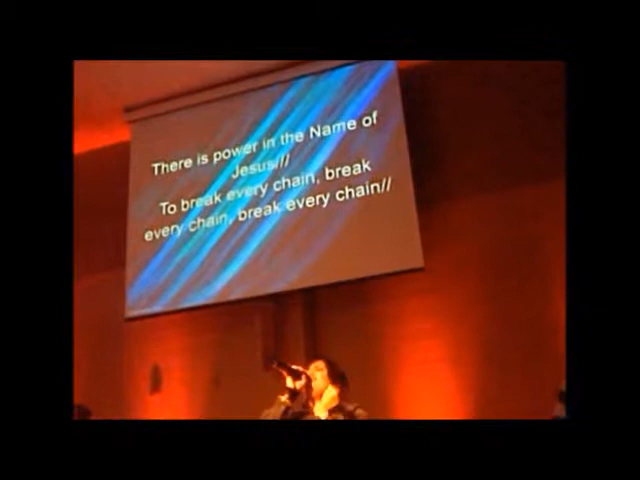 There is power in the Name of
Jesus///
To break every chain, break
every chain, break every chain//